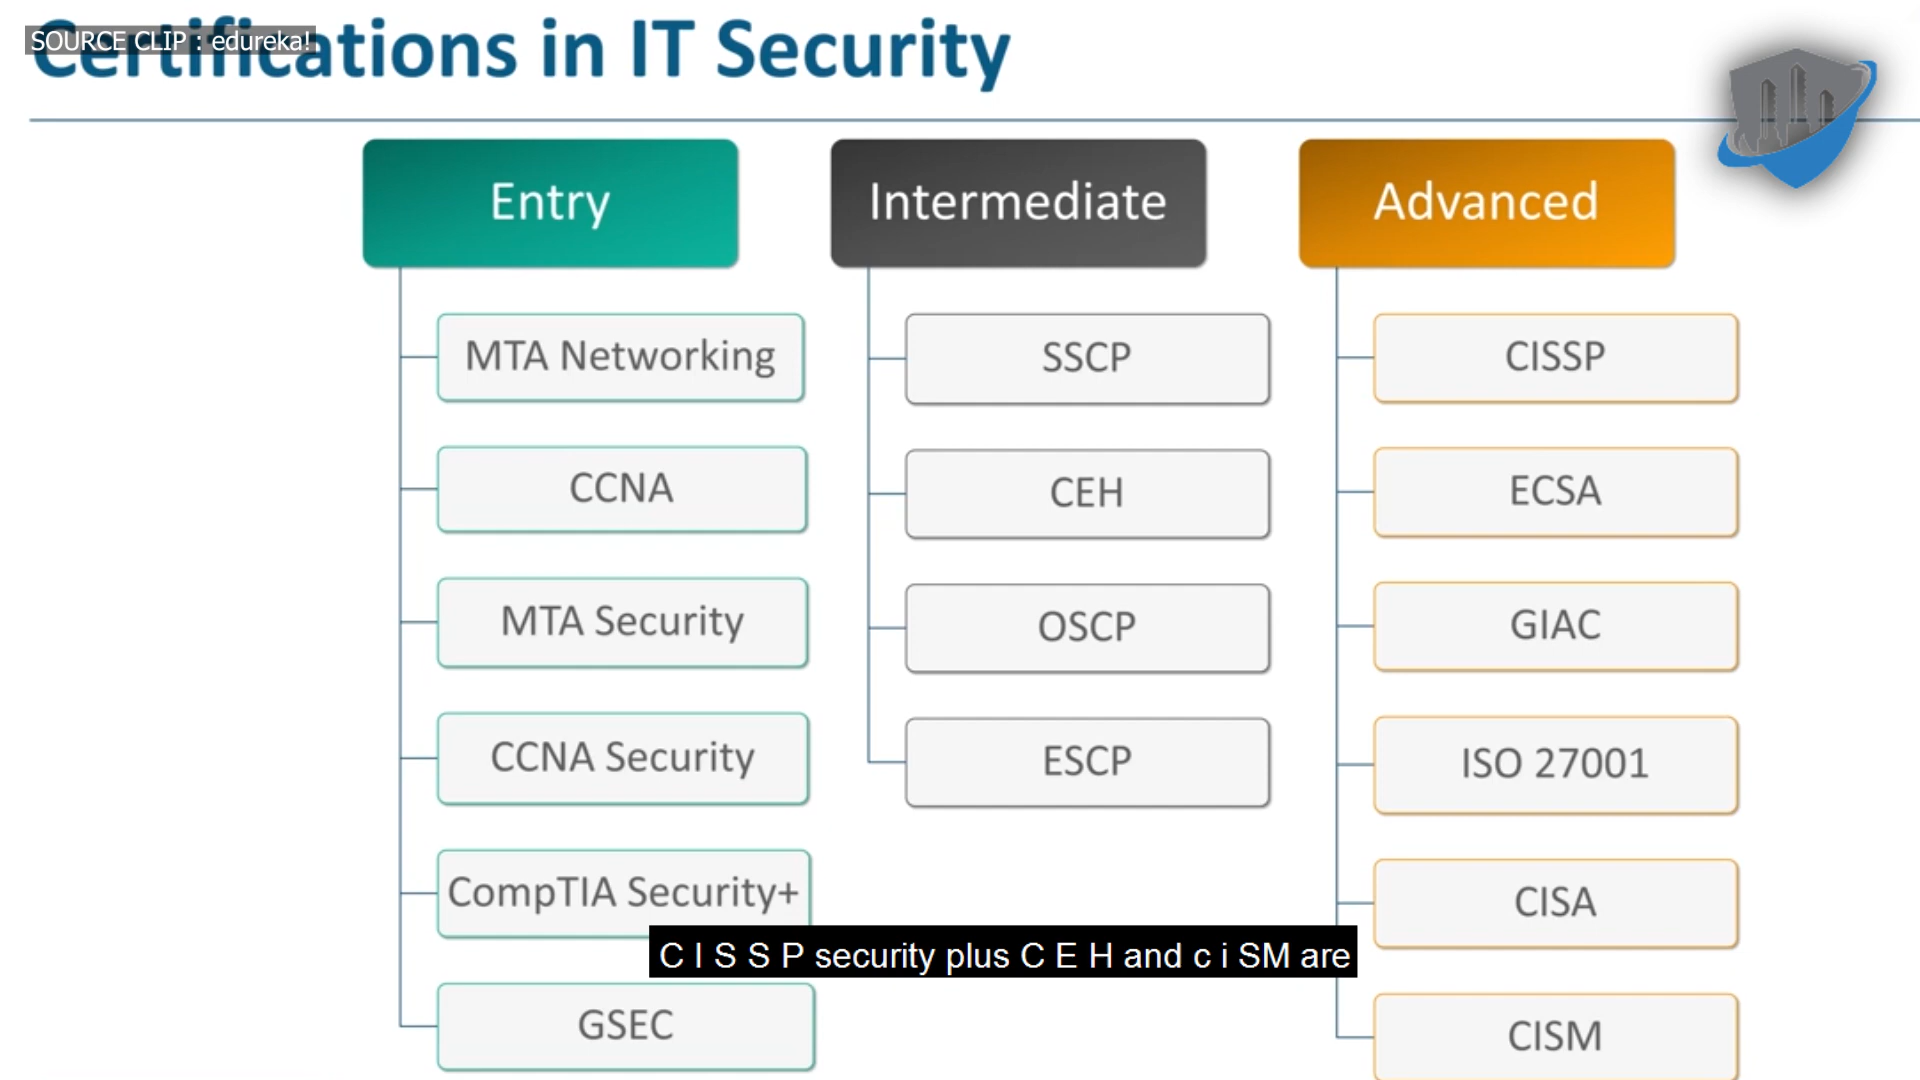 SOURCE CLIP : edureka!
Certifications in IT Security
Entry
MTA Networking
CCNA
MTA Security
CCNA Security
CompTIA Security+
GSEC
Intermediate
SSCP
CEH
OSCP
ESCP
Advanced
CISSP
ECSA
GIAC
ISO 27001
CISA
CISM
C I S S P security plus C E H and c i SM are